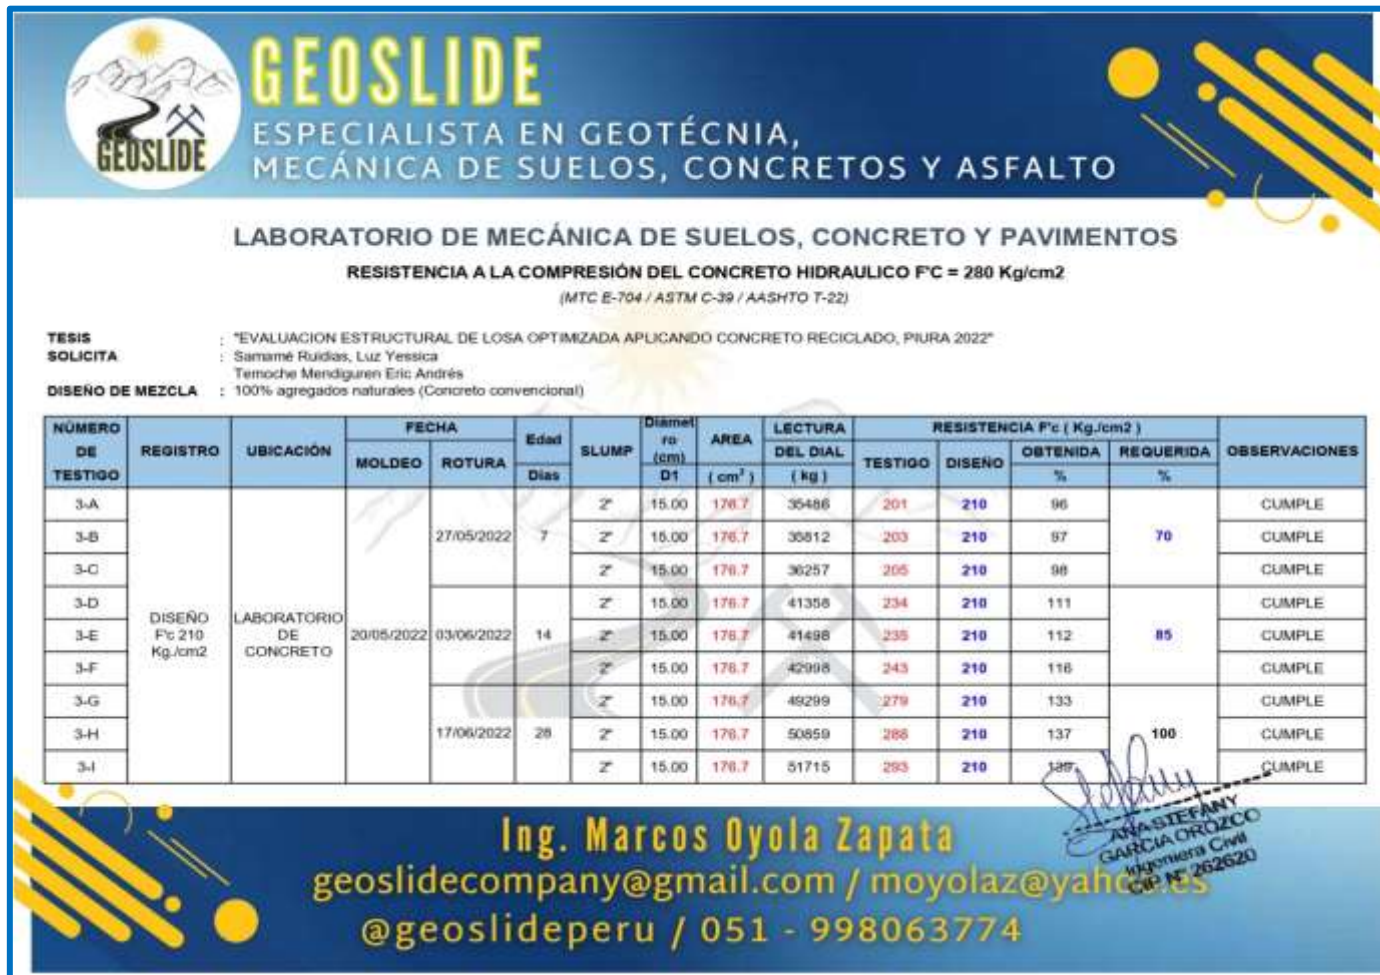 GEOSLIDE
GEOSLIDE
ESPECIALISTA EN GEOTÉCNIA,
MECÁNICA DE SUELOS, CONCRETOS Y ASFALTO
LABORATORIO DE MECÁNICA DE SUELOS, CONCRETO Y PAVIMENTOS
RESISTENCIA A LA COMPRESIÓN DEL CONCRETO HIDRAULICO F'C = 280 Kg/cm2
(MTC E-704 / ASTM C-39 / AASHTO T-22)
TESIS : "EVALUACION ESTRUCTURAL DE LOSA OPTIMIZADA APLICANDO CONCRETO RECICLADO, PIURA 2022"
SOLICITA : Samamé Ruidias, Luz Yessica
Temoche Mendiguren Eric Andrés
DISEÑO DE MEZCLA : 100% agregados naturales (Concreto convencional)
NÚMERO DE TESTIGO REGISTRO UBICACIÓN FECHA MOLDEO ROTURA Edad Dias SLUMP Diámetro (cm) D1 AREA (cm²) LECTURA DEL DIAL (kg) RESISTENCIA F'c (Kg./cm2) TESTIGO DISEÑO OBTENIDA % REQUERIDA % OBSERVACIONES
3-A 2" 15.00 176.7 35486 201 210 96 CUMPLE
3-B 27/05/2022 7 2" 15.00 176.7 35812 203 210 97 70 CUMPLE
3-C 2" 15.00 176.7 36257 205 210 98 CUMPLE
3-D 2" 15.00 176.7 41358 234 210 111 CUMPLE
3-E DISEÑO F'c 210 Kg./cm2 LABORATORIO DE CONCRETO 20/05/2022 03/06/2022 14 2" 15.00 176.7 41498 235 210 112 85 CUMPLE
3-F 2" 15.00 176.7 42998 243 210 116 CUMPLE
3-G 2" 15.00 176.7 49299 279 210 133 CUMPLE
3-H 17/06/2022 28 2" 15.00 176.7 50859 288 210 137 100 CUMPLE
3-I 2" 15.00 176.7 51715 293 210 139 CUMPLE
ANA STEFANY
GARCIA OROZCO
Ingeniera Civil
CIP N° 262620
Ing. Marcos Oyola Zapata
geoslidecompany@gmail.com / moyolaz@yahoo.es
@geoslideperu / 051 - 998063774